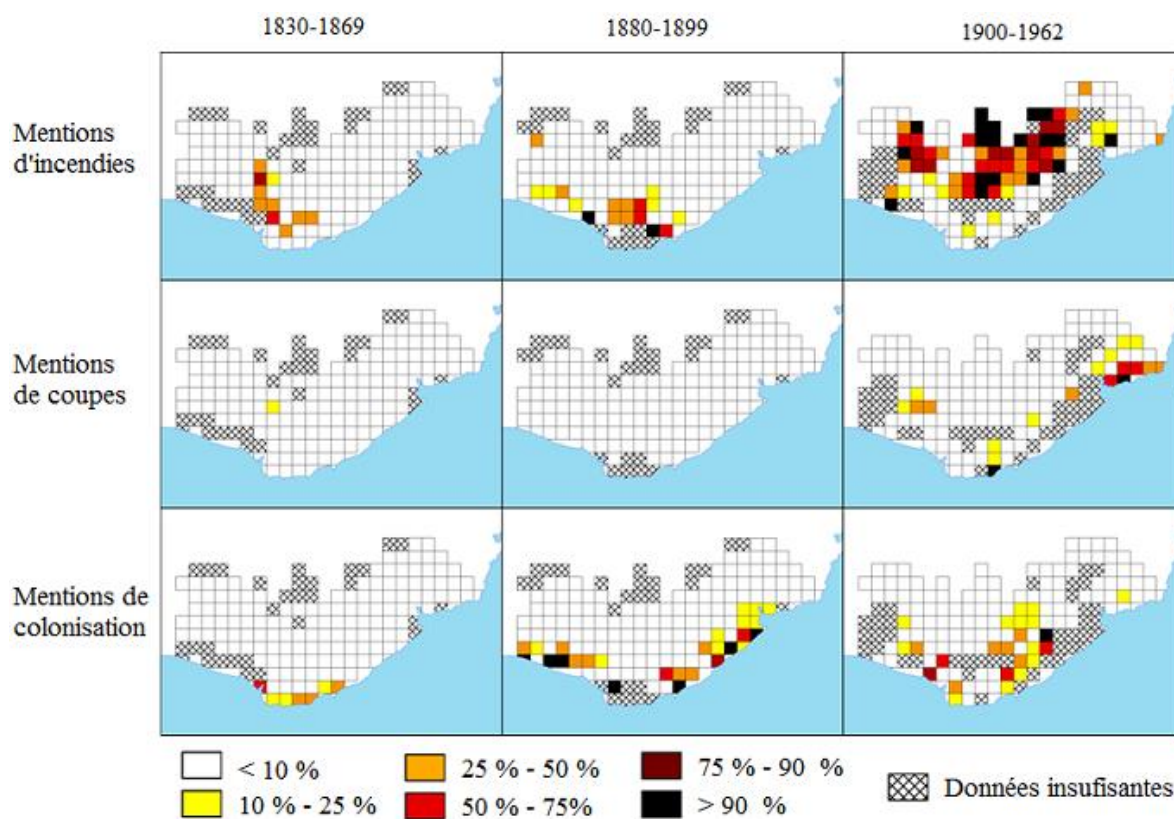 1830-1869
1880-1899
1900-1962
Mentions
d'incendies
Mentions
de coupes
Mentions de
colonisation
< 10 %
25 % - 50 %
75 % - 90 %
10 % - 25 %
50 % - 75%
> 90 %
Données insufisantes